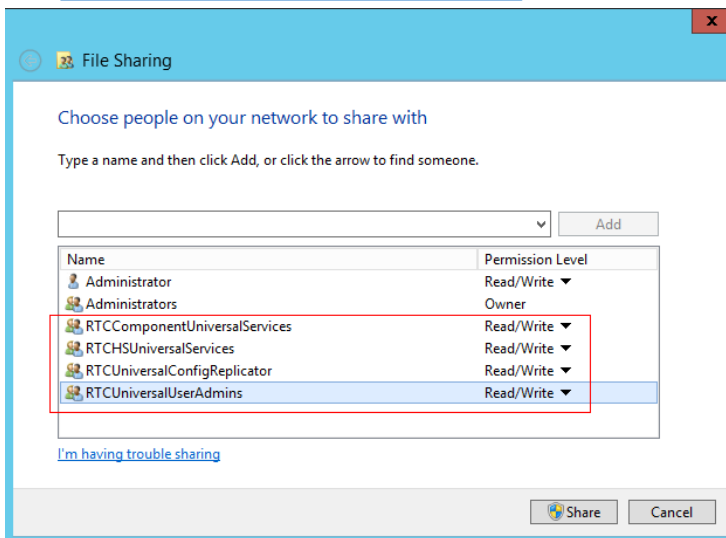 x
File Sharing
Choose people on your network to share with
Type a name and then click Add, or click the arrow to find someone.
Add
Name Permission Level
Administrator Read/Write
Administrators Owner
RTCComponentUniversalServices Read/Write
RTCHSUniversalServices Read/Write
RTCUniversalConfigReplicator Read/Write
RTCUniversalUserAdmins Read/Write
I'm having trouble sharing
Share Cancel